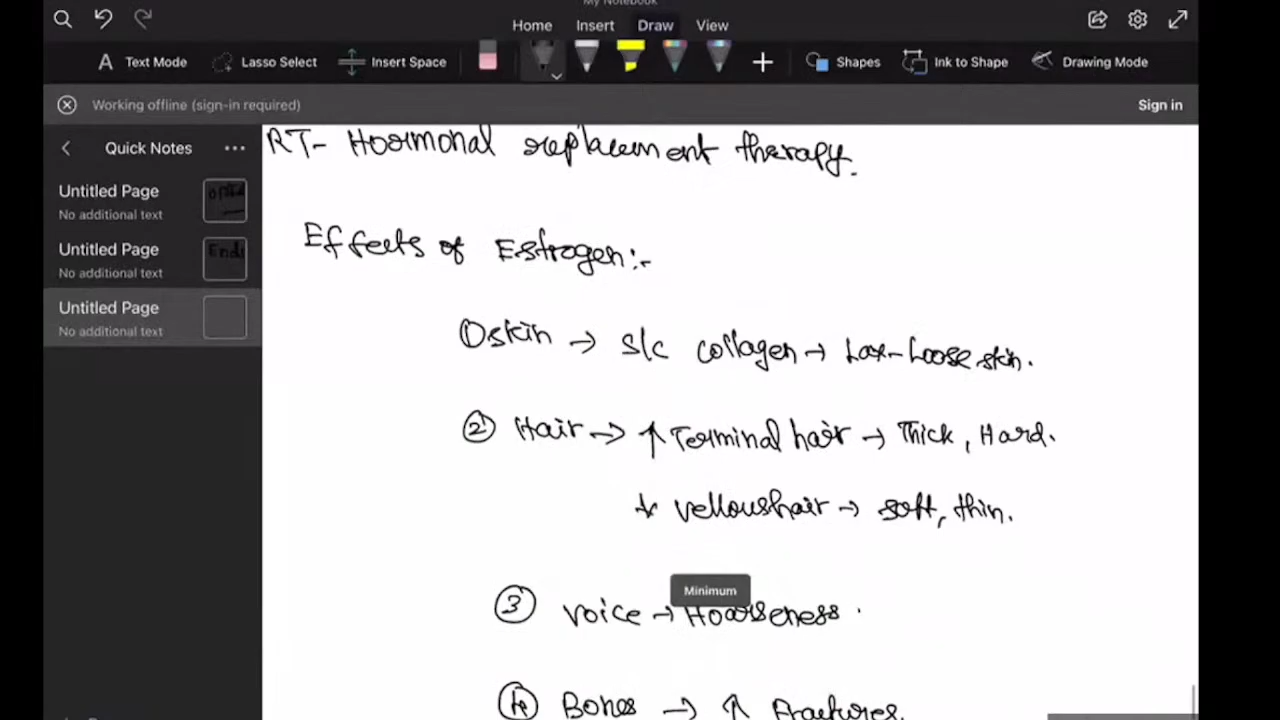 My Notebook
Home Insert Draw View
Text Mode Lasso Select Insert Space Shapes Ink to Shape Drawing Mode
Working offline (sign-in required) Sign in
Quick Notes
Untitled Page
No additional text
Untitled Page
No additional text
Untitled Page
No additional text
RT- Hormonal replacement therapy.
Effects of Estrogen:-
① skin → S/c collagen → Lax-Loose skin.
② Hair → ↑ Terminal hair → Thick, Hard.
↓ velloushair → soft, thin.
Minimum
③ voice → Hoarseness.
④ Bones → ↑ fractures.